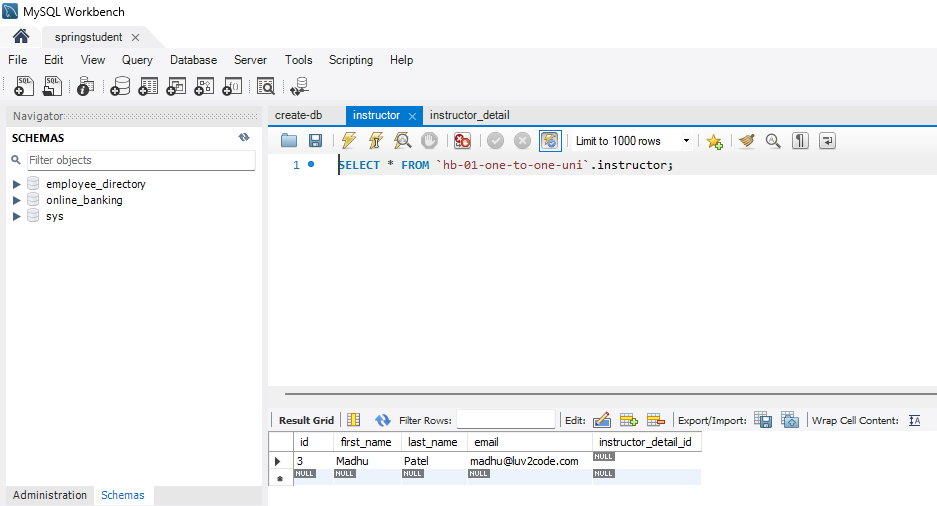 MySQL Workbench
springstudent
File Edit View Query Database Server Tools Scripting Help
SQL SQL
Navigator
SCHEMAS
Filter objects
employee_directory
online_banking
sys
Administration Schemas
create-db instructor instructor_detail
Limit to 1000 rows
1 SELECT * FROM `hb-01-one-to-one-uni`.instructor;
Result Grid Filter Rows: Edit: Export/Import: Wrap Cell Content:
id first_name last_name email instructor_detail_id
3 Madhu Patel madhu@luv2code.com NULL
NULL NULL NULL NULL NULL